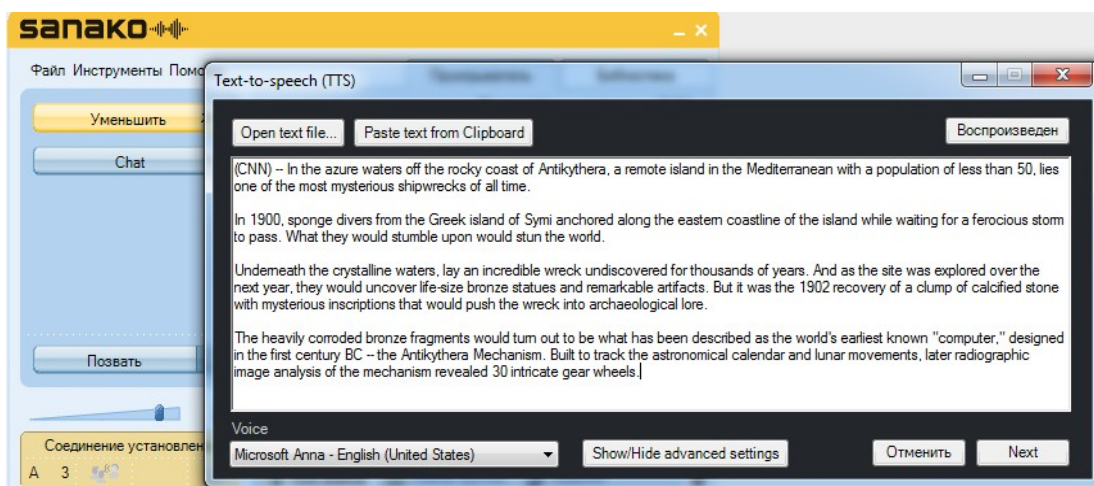 sanako
Файл Инструменты Помо
Text-to-speech (TTS)
Уменьшить
Open text file... Paste text from Clipboard Воспроизведен
Chat
(CNN) -- In the azure waters off the rocky coast of Antikythera, a remote island in the Mediterranean with a population of less than 50, lies
one of the most mysterious shipwrecks of all time.
In 1900, sponge divers from the Greek island of Symi anchored along the eastern coastline of the island while waiting for a ferocious storm
to pass. What they would stumble upon would stun the world.
Underneath the crystalline waters, lay an incredible wreck undiscovered for thousands of years. And as the site was explored over the
next year, they would uncover life-size bronze statues and remarkable artifacts. But it was the 1902 recovery of a clump of calcified stone
with mysterious inscriptions that would push the wreck into archaeological lore.
The heavily corroded bronze fragments would turn out to be what has been described as the world's earliest known "computer," designed
in the first century BC -- the Antikythera Mechanism. Built to track the astronomical calendar and lunar movements, later radiographic
image analysis of the mechanism revealed 30 intricate gear wheels.
Позвать
Voice
Соединение установлен
Microsoft Anna - English (United States) Show/Hide advanced settings Отменить Next
A 3